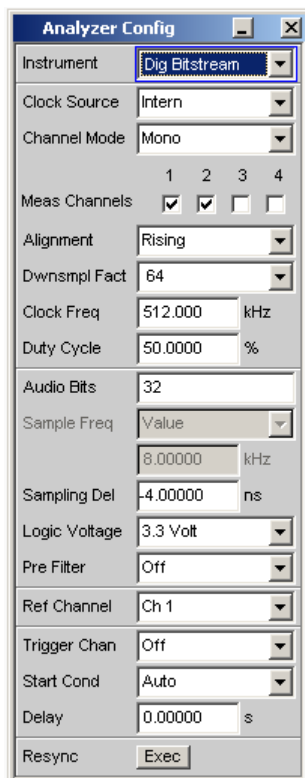 Analyzer Config
Instrument Dig Bitstream
Clock Source Intern
Channel Mode Mono
1 2 3 4
Meas Channels
Alignment Rising
Dwnsmpl Fact 64
Clock Freq 512.000 kHz
Duty Cycle 50.0000 %
Audio Bits 32
Sample Freq Value
8.00000 kHz
Sampling Del -4.00000 ns
Logic Voltage 3.3 Volt
Pre Filter Off
Ref Channel Ch 1
Trigger Chan Off
Start Cond Auto
Delay 0.00000 s
Resync Exec